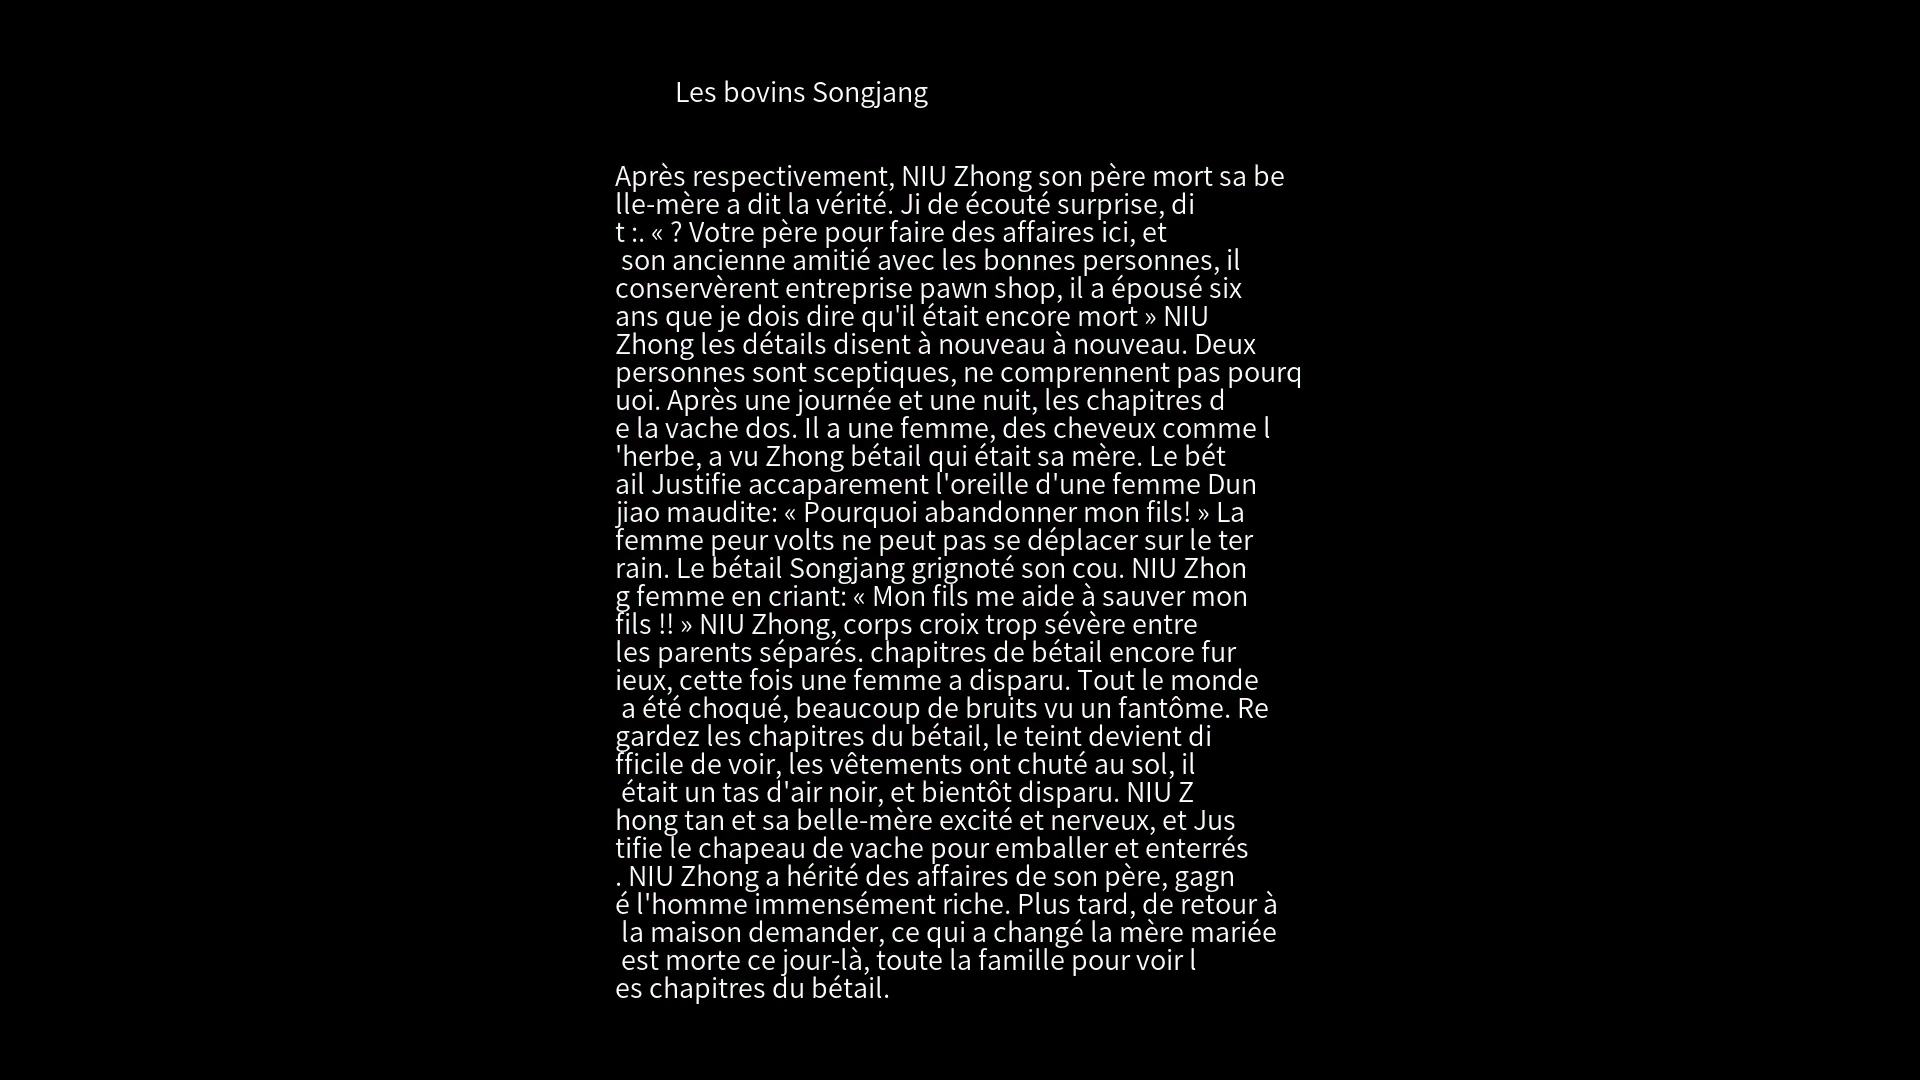 Les bovins Songjang
Après respectivement, NIU Zhong son père mort sa be
lle-mère a dit la vérité. Ji de écouté surprise, di
t :. « ? Votre père pour faire des affaires ici, et
son ancienne amitié avec les bonnes personnes, il
conservèrent entreprise pawn shop, il a épousé six
ans que je dois dire qu'il était encore mort » NIU
Zhong les détails disent à nouveau à nouveau. Deux
personnes sont sceptiques, ne comprennent pas pourq
uoi. Après une journée et une nuit, les chapitres d
e la vache dos. Il a une femme, des cheveux comme l
'herbe, a vu Zhong bétail qui était sa mère. Le bét
ail Justifie accaparement l'oreille d'une femme Dun
jiao maudite: « Pourquoi abandonner mon fils! » La
femme peur volts ne peut pas se déplacer sur le ter
rain. Le bétail Songjang grignoté son cou. NIU Zhon
g femme en criant: « Mon fils me aide à sauver mon
fils !! » NIU Zhong, corps croix trop sévère entre
les parents séparés. chapitres de bétail encore fur
ieux, cette fois une femme a disparu. Tout le monde
a été choqué, beaucoup de bruits vu un fantôme. Re
gardez les chapitres du bétail, le teint devient di
fficile de voir, les vêtements ont chuté au sol, il
était un tas d'air noir, et bientôt disparu. NIU Z
hong tan et sa belle-mère excité et nerveux, et Jus
tifie le chapeau de vache pour emballer et enterrés
. NIU Zhong a hérité des affaires de son père, gagn
é l'homme immensément riche. Plus tard, de retour à
la maison demander, ce qui a changé la mère mariée
est morte ce jour-là, toute la famille pour voir l
es chapitres du bétail.